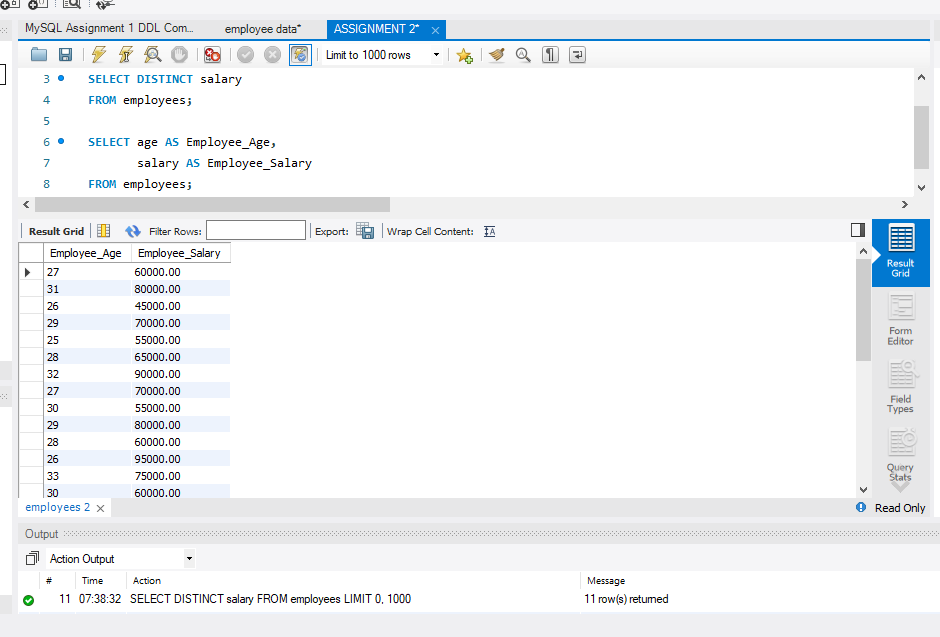 MySQL Assignment 1 DDL Com...
employee data*
ASSIGNMENT 2*
Limit to 1000 rows
3 SELECT DISTINCT salary
4 FROM employees;
5
6 SELECT age AS Employee_Age,
7 salary AS Employee_Salary
8 FROM employees;
Result Grid Filter Rows: Export: Wrap Cell Content:
Employee_Age Employee_Salary
27 60000.00
31 80000.00
26 45000.00
29 70000.00
25 55000.00
28 65000.00
32 90000.00
27 70000.00
30 55000.00
29 80000.00
28 60000.00
26 95000.00
33 75000.00
30 60000.00
Result
Grid
Form
Editor
Field
Types
Query
Stats
employees 2
Read Only
Output
Action Output
# Time Action Message
11 07:38:32 SELECT DISTINCT salary FROM employees LIMIT 0, 1000 11 row(s) returned